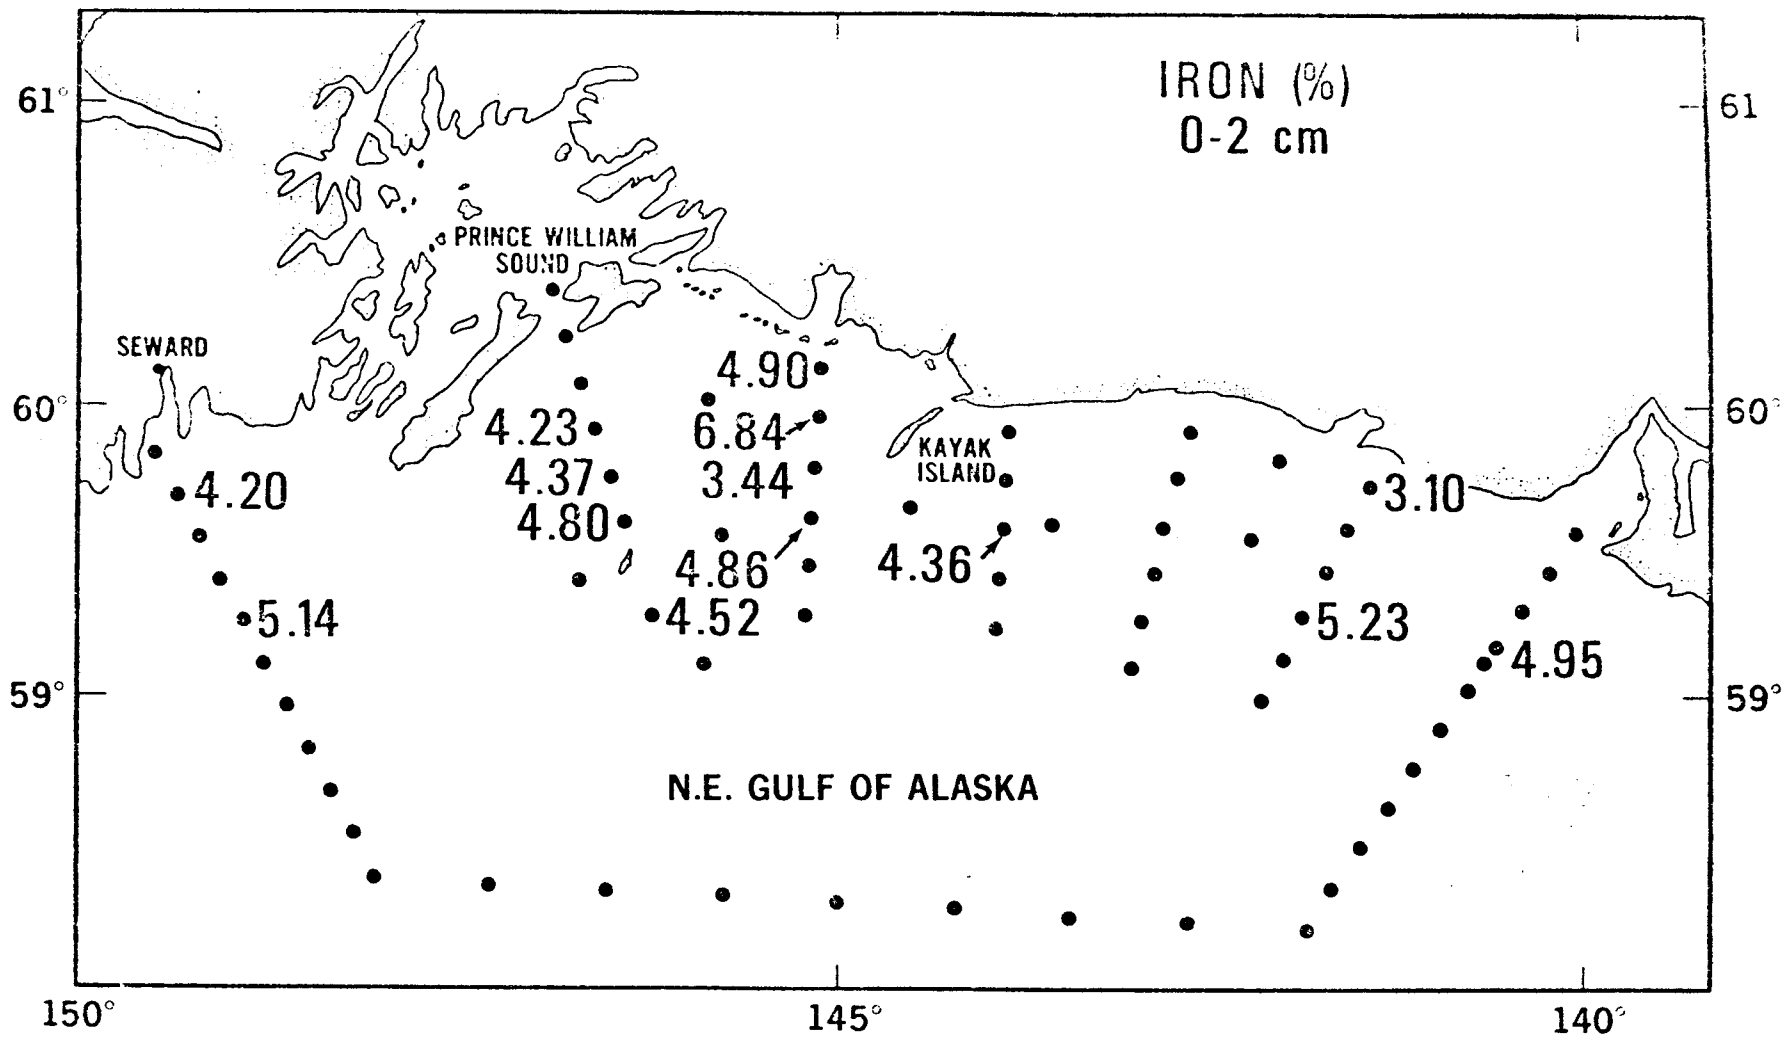 IRON (%)
0-2 cm
61°
61
PRINCE WILLIAM
SOUND
SEWARD
4.90
60°
60°
4.23
6.84
KAYAK
ISLAND
4.37
3.44
4.20
3.10
4.80
4.86
4.36
5.14
4.52
5.23
4.95
59°
59°
N.E. GULF OF ALASKA
150°
145°
140°